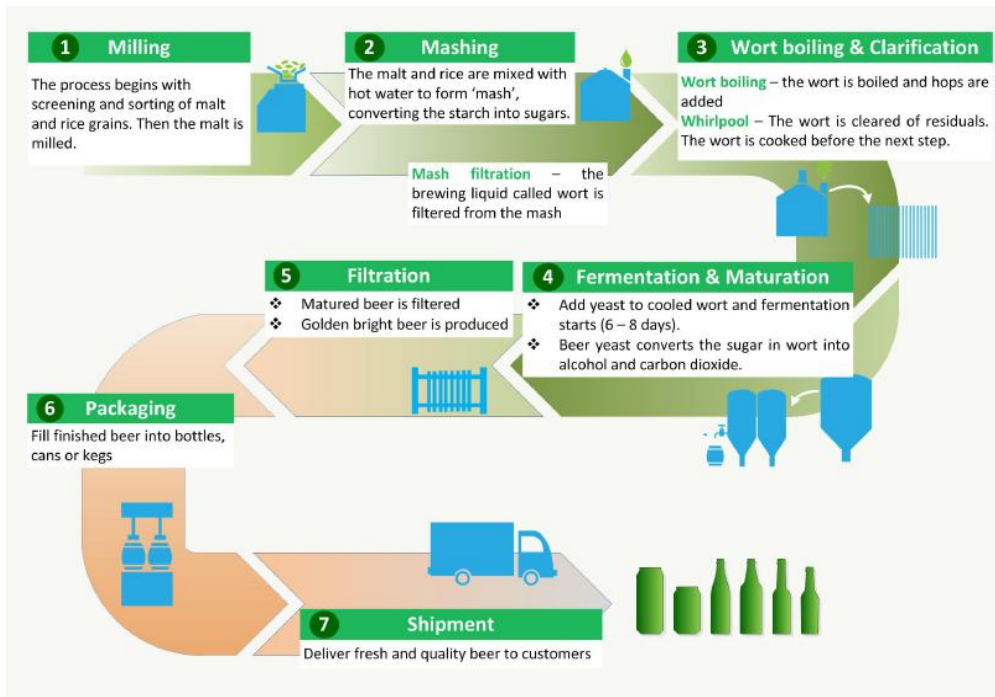 1 Milling
The process begins with
screening and sorting of malt
and rice grains. Then the malt is
milled.
2 Mashing
The malt and rice are mixed with
hot water to form ‘mash’,
converting the starch into sugars.
Mash filtration – the
brewing liquid called wort is
filtered from the mash
3 Wort boiling & Clarification
Wort boiling – the wort is boiled and hops are
added
Whirlpool – The wort is cleared of residuals.
The wort is cooked before the next step.
4 Fermentation & Maturation
❖ Add yeast to cooled wort and fermentation
starts (6 – 8 days).
❖ Beer yeast converts the sugar in wort into
alcohol and carbon dioxide.
5 Filtration
❖ Matured beer is filtered
❖ Golden bright beer is produced
6 Packaging
Fill finished beer into bottles,
cans or kegs
7 Shipment
Deliver fresh and quality beer to customers